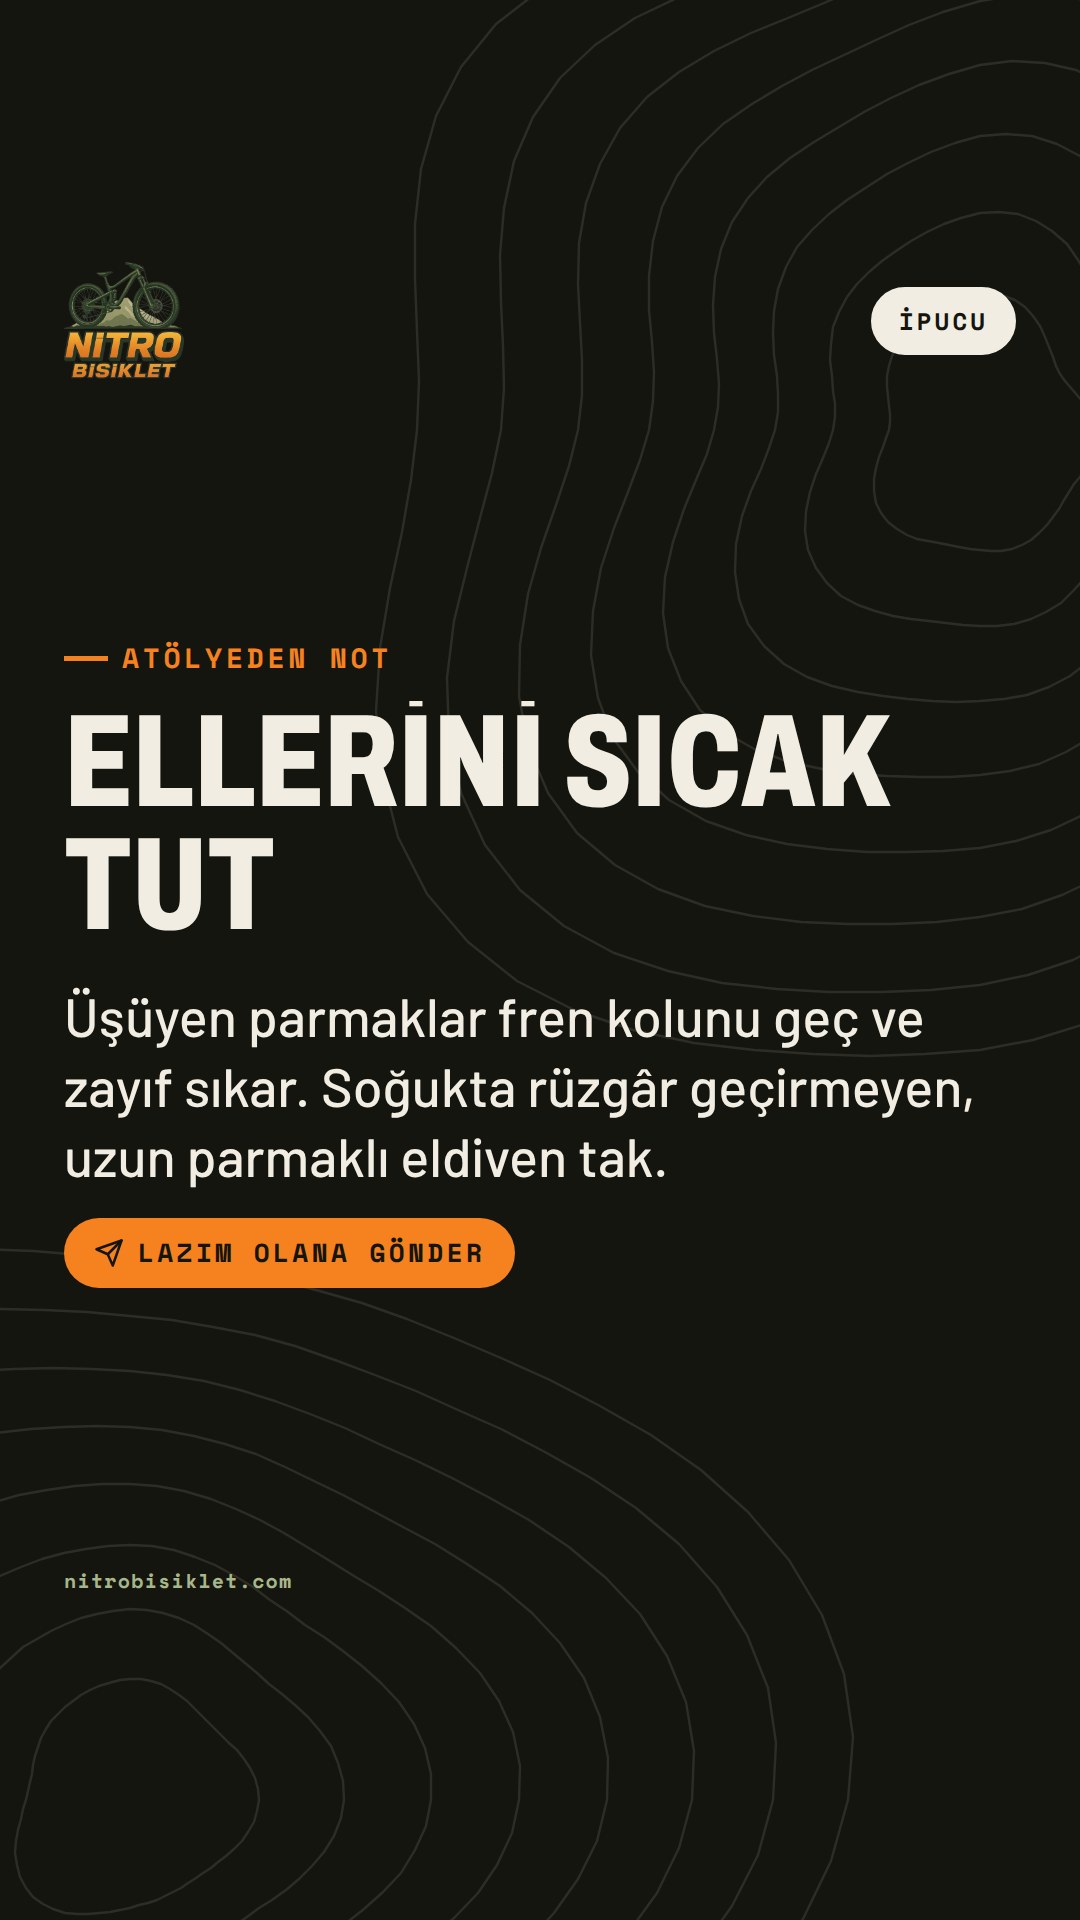 NiTRO
BiSiKLET
İPUCU
ATÖLYEDEN NOT
ELLERİNİ SICAK
TUT
Üşüyen parmaklar fren kolunu geç ve
zayıf sıkar. Soğukta rüzgâr geçirmeyen,
uzun parmaklı eldiven tak.
LAZIM OLANA GÖNDER
nitrobisiklet.com